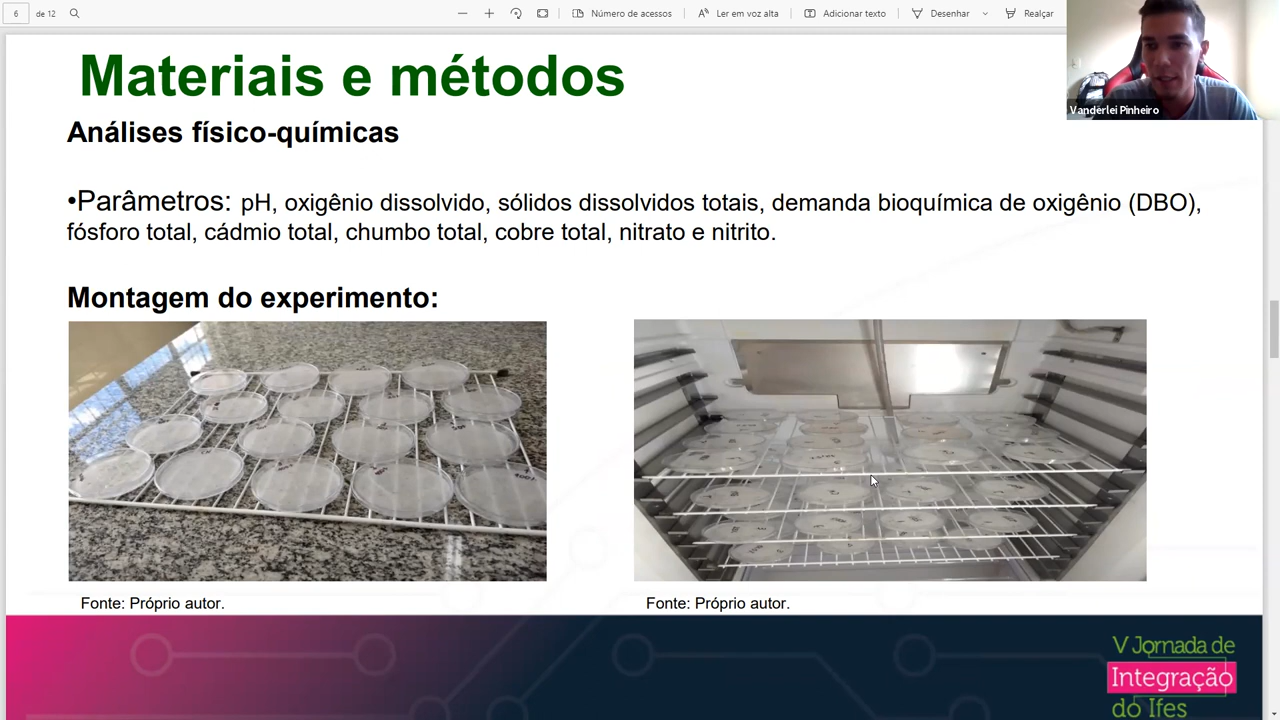 6 de 12 Número de acessos Ler em voz alta Adicionar texto Desenhar Realçar
Vanderlei Pinheiro
Materiais e métodos
Análises físico-químicas
•Parâmetros: pH, oxigênio dissolvido, sólidos dissolvidos totais, demanda bioquímica de oxigênio (DBO),
fósforo total, cádmio total, chumbo total, cobre total, nitrato e nitrito.
Montagem do experimento:
Fonte: Próprio autor.
Fonte: Próprio autor.
V Jornada de
Integração
do Ifes